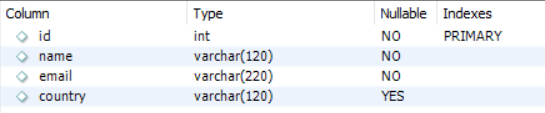 Column Type Nullable Indexes
id int NO PRIMARY
name varchar(120) NO
email varchar(220) NO
country varchar(120) YES